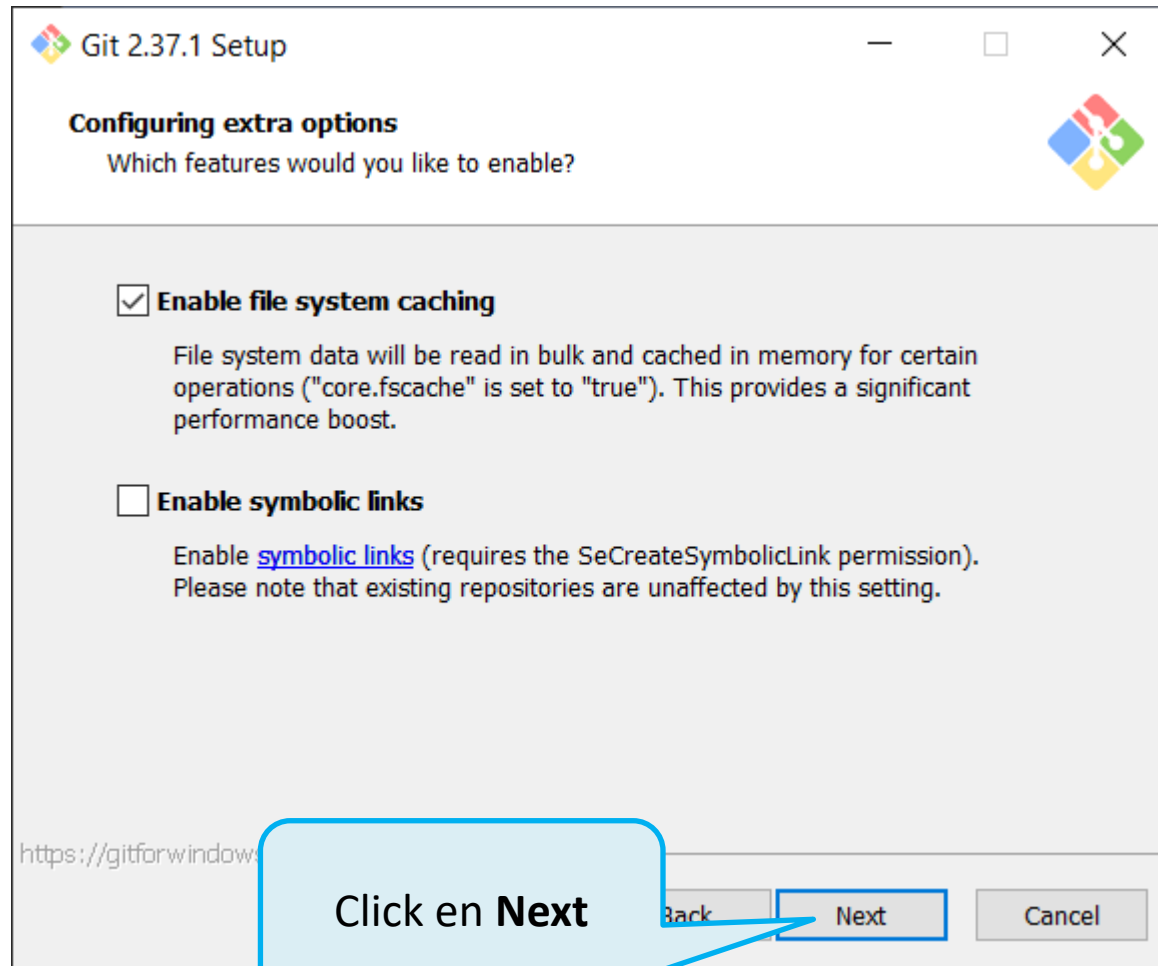 Git 2.37.1 Setup
Configuring extra options
Which features would you like to enable?
Enable file system caching
File system data will be read in bulk and cached in memory for certain
operations ("core.fscache" is set to "true"). This provides a significant
performance boost.
Enable symbolic links
Enable symbolic links (requires the SeCreateSymbolicLink permission).
Please note that existing repositories are unaffected by this setting.
https://gitforwindows
Click en Next
Back
Next
Cancel